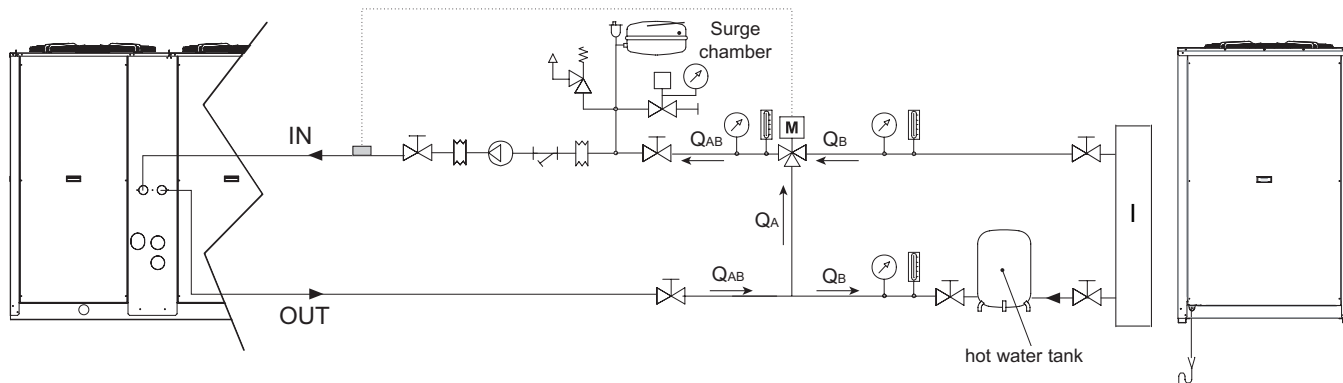 Surge
chamber
IN
QAB
M
QB
QA
I
QAB
QB
OUT
hot water tank